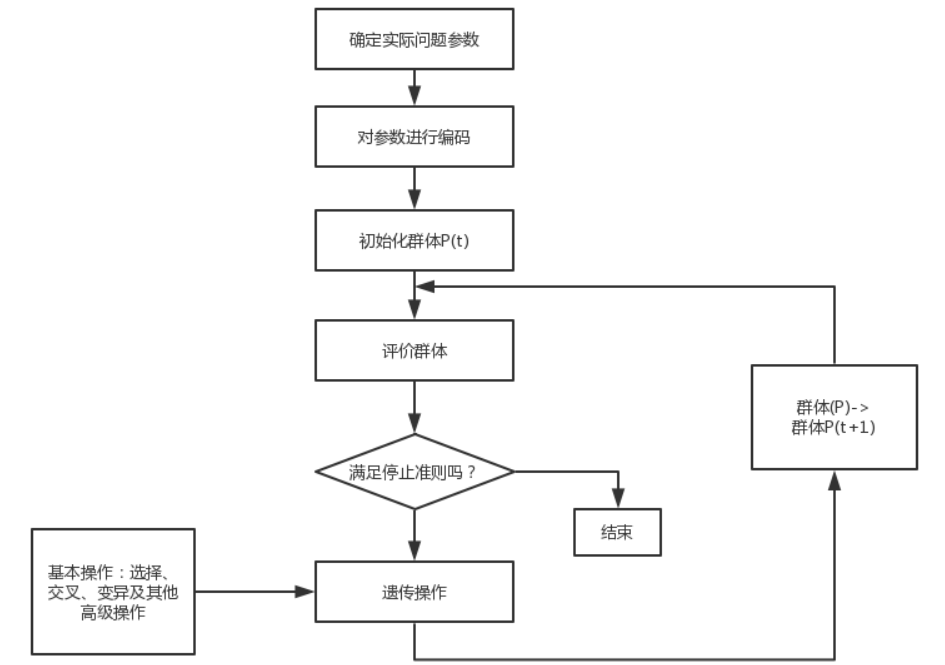 确定实际问题参数
对参数进行编码
初始化群体P(t)
评价群体
群体(P)->
群体P(t+1)
满足停止准则吗？
结束
基本操作：选择、
交叉、变异及其他
高级操作
遗传操作